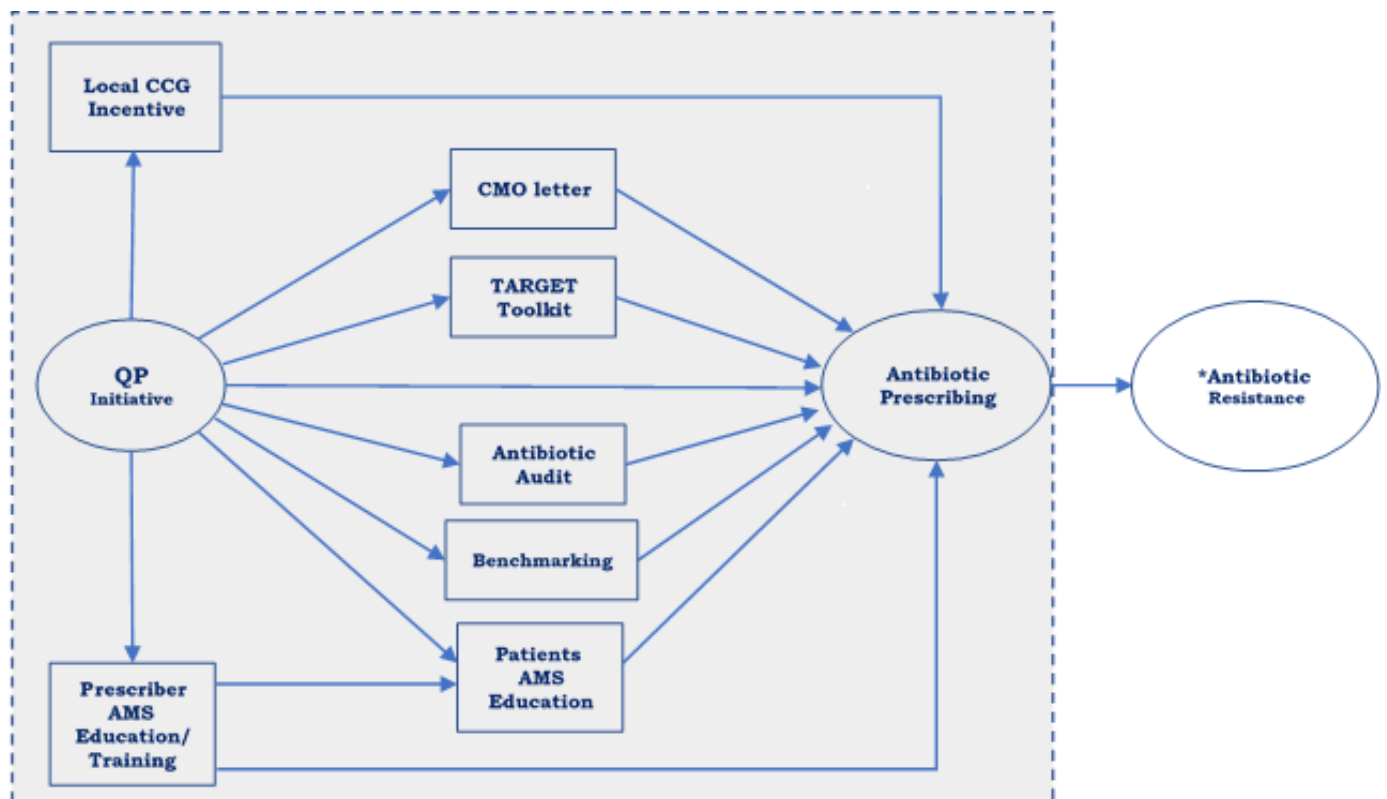 Local CCG
Incentive
CMO letter
TARGET
Toolkit
QP
Initiative
Antibiotic
Prescribing
*Antibiotic
Resistance
Antibiotic
Audit
Benchmarking
Patients
AMS
Education
Prescriber
AMS
Education/
Training